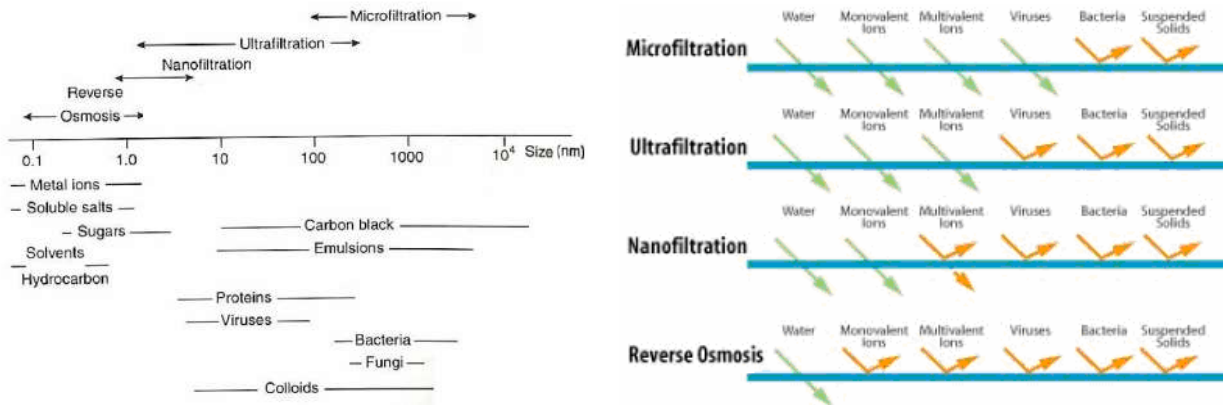 Microfiltration
Ultrafiltration
Nanofiltration
Reverse
Osmosis
0.1 1.0 10 100 1000 10⁴ Size (nm)
Metal ions
Soluble salts
Carbon black
Sugars
Emulsions
Solvents
Hydrocarbon
Proteins
Viruses
Bacteria
Fungi
Colloids
Water Monovalent Ions Multivalent Ions Viruses Bacteria Suspended Solids
Microfiltration
Water Monovalent Ions Multivalent Ions Viruses Bacteria Suspended Solids
Ultrafiltration
Water Monovalent Ions Multivalent Ions Viruses Bacteria Suspended Solids
Nanofiltration
Water Monovalent Ions Multivalent Ions Viruses Bacteria Suspended Solids
Reverse Osmosis